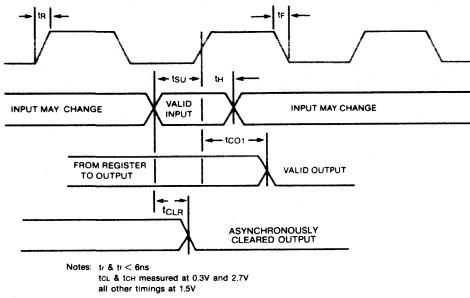 tR
tF
tSU
tH
INPUT MAY CHANGE
VALID
INPUT
INPUT MAY CHANGE
tCO1
FROM REGISTER
TO OUTPUT
VALID OUTPUT
tCLR
ASYNCHRONOUSLY
CLEARED OUTPUT
Notes: tr & tf < 6ns
tCL & tCH measured at 0.3V and 2.7V
all other timings at 1.5V